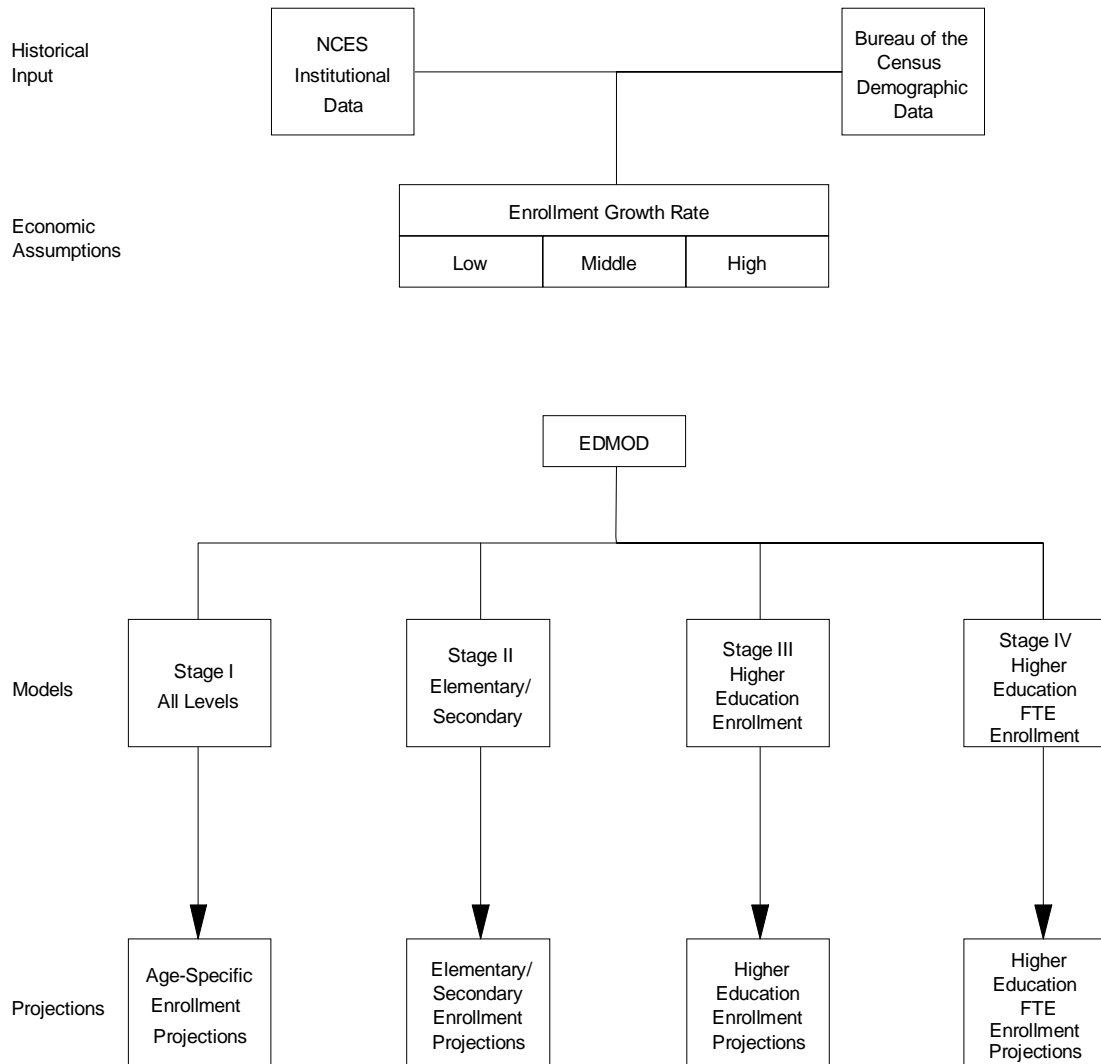 Historical
Input
NCES
Institutional
Data
Bureau of the
Census
Demographic
Data
Economic
Assumptions
Enrollment Growth Rate
Low
Middle
High
EDMOD
Models
Stage I
All Levels
Stage II
Elementary/
Secondary
Stage III
Higher
Education
Enrollment
Stage IV
Higher
Education
FTE
Enrollment
Projections
Age-Specific
Enrollment
Projections
Elementary/
Secondary
Enrollment
Projections
Higher
Education
Enrollment
Projections
Higher
Education
FTE
Enrollment
Projections